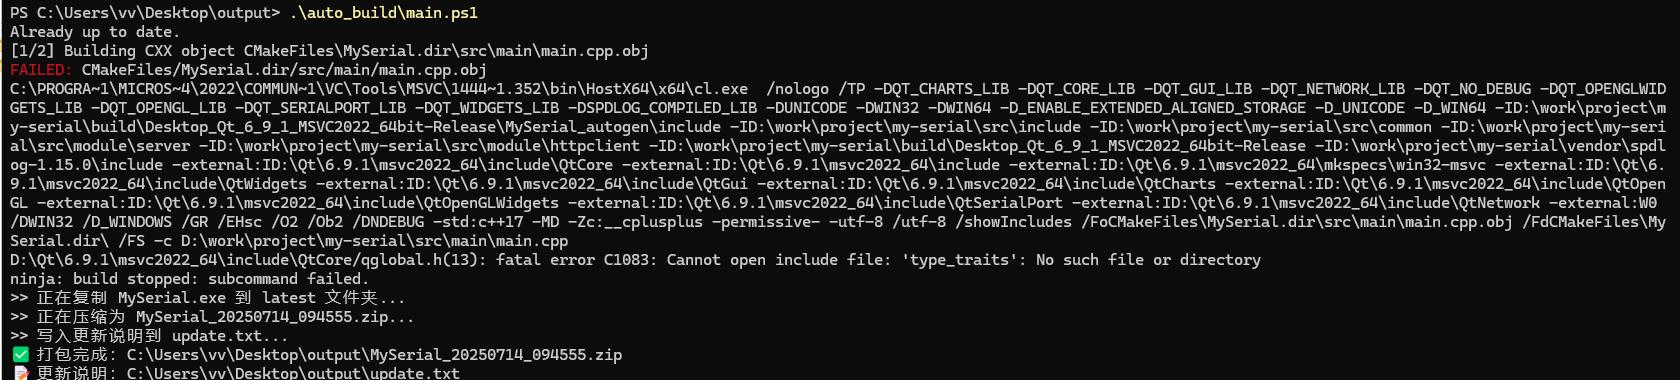 PS C:\Users\vv\Desktop\output> .\auto_build\main.ps1
Already up to date.
[1/2] Building CXX object CMakeFiles\MySerial.dir\src\main\main.cpp.obj
FAILED: CMakeFiles/MySerial.dir/src/main/main.cpp.obj
C:\PROGRA~1\MICROS~4\2022\COMMUN~1\VC\Tools\MSVC\1444~1.352\bin\HostX64\x64\cl.exe  /nologo /TP -DQT_CHARTS_LIB -DQT_CORE_LIB -DQT_GUI_LIB -DQT_NETWORK_LIB -DQT_NO_DEBUG -DQT_OPENGLWID
GETS_LIB -DQT_OPENGL_LIB -DQT_SERIALPORT_LIB -DQT_WIDGETS_LIB -DSPDLOG_COMPILED_LIB -DUNICODE -DWIN32 -DWIN64 -D_ENABLE_EXTENDED_ALIGNED_STORAGE -D_UNICODE -D_WIN64 -ID:\work\project\m
y-serial\build\Desktop_Qt_6_9_1_MSVC2022_64bit-Release\MySerial_autogen\include -ID:\work\project\my-serial\src\include -ID:\work\project\my-serial\src\common -ID:\work\project\my-seri
al\src\module\server -ID:\work\project\my-serial\src\module\httpclient -ID:\work\project\my-serial\build\Desktop_Qt_6_9_1_MSVC2022_64bit-Release -ID:\work\project\my-serial\vendor\spdl
og-1.15.0\include -external:ID:\Qt\6.9.1\msvc2022_64\include\QtCore -external:ID:\Qt\6.9.1\msvc2022_64\include -external:ID:\Qt\6.9.1\msvc2022_64\mkspecs\win32-msvc -external:ID:\Qt\6.
9.1\msvc2022_64\include\QtWidgets -external:ID:\Qt\6.9.1\msvc2022_64\include\QtGui -external:ID:\Qt\6.9.1\msvc2022_64\include\QtCharts -external:ID:\Qt\6.9.1\msvc2022_64\include\QtOpen
GL -external:ID:\Qt\6.9.1\msvc2022_64\include\QtOpenGLWidgets -external:ID:\Qt\6.9.1\msvc2022_64\include\QtSerialPort -external:ID:\Qt\6.9.1\msvc2022_64\include\QtNetwork -external:W0
/DWIN32 /D_WINDOWS /GR /EHsc /O2 /Ob2 /DNDEBUG -std:c++17 -MD -Zc:__cplusplus -permissive- -utf-8 /utf-8 /showIncludes /FoCMakeFiles\MySerial.dir\src\main\main.cpp.obj /FdCMakeFiles\My
Serial.dir\ /FS -c D:\work\project\my-serial\src\main\main.cpp
D:\Qt\6.9.1\msvc2022_64\include\QtCore/qglobal.h(13): fatal error C1083: Cannot open include file: 'type_traits': No such file or directory
ninja: build stopped: subcommand failed.
>> 正在复制 MySerial.exe 到 latest 文件夹...
>> 正在压缩为 MySerial_20250714_094555.zip...
>> 写入更新说明到 update.txt...
✅ 打包完成: C:\Users\vv\Desktop\output\MySerial_20250714_094555.zip
📝 更新说明: C:\Users\vv\Desktop\output\update.txt